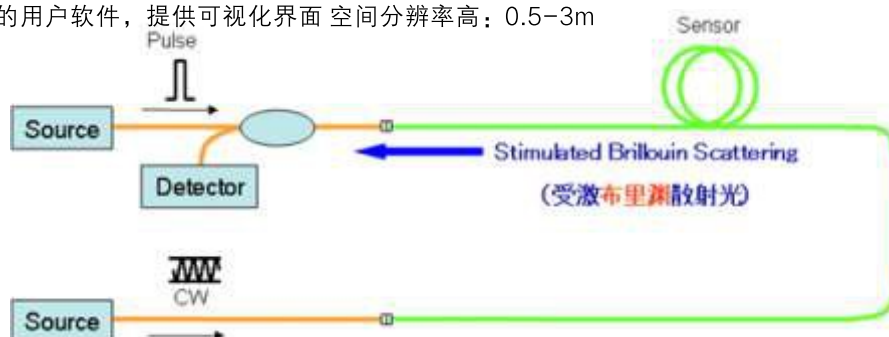 的用户软件，提供可视化界面 空间分辨率高：0.5-3m
Pulse
Sensor
Source
Detector
Stimulated Brillouin Scattering
(受激布里渊散射光)
CW
Source